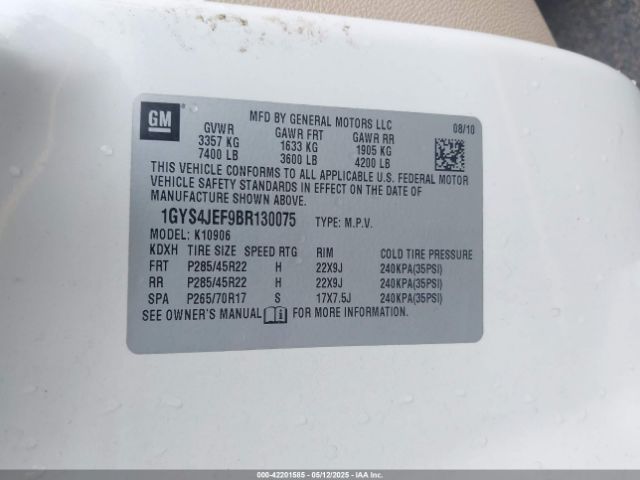 GM
MFD BY GENERAL MOTORS LLC 08/10
GVWR GAWR FRT GAWR RR
3357 KG 1633 KG 1905 KG
7400 LB 3600 LB 4200 LB
THIS VEHICLE CONFORMS TO ALL APPLICABLE U.S. FEDERAL MOTOR
VEHICLE SAFETY STANDARDS IN EFFECT ON THE DATE OF
MANUFACTURE SHOWN ABOVE.
1GYS4JEF9BR130075 TYPE: M.P.V.
MODEL: K10906
KDXH TIRE SIZE SPEED RTG RIM COLD TIRE PRESSURE
FRT P285/45R22 H 22X9J 240KPA(35PSI)
RR P285/45R22 H 22X9J 240KPA(35PSI)
SPA P265/70R17 S 17X7.5J 240KPA(35PSI)
SEE OWNER'S MANUAL i FOR MORE INFORMATION.
000-42201585 - 05/12/2025 - COPYRIGHT IAA, LLC.